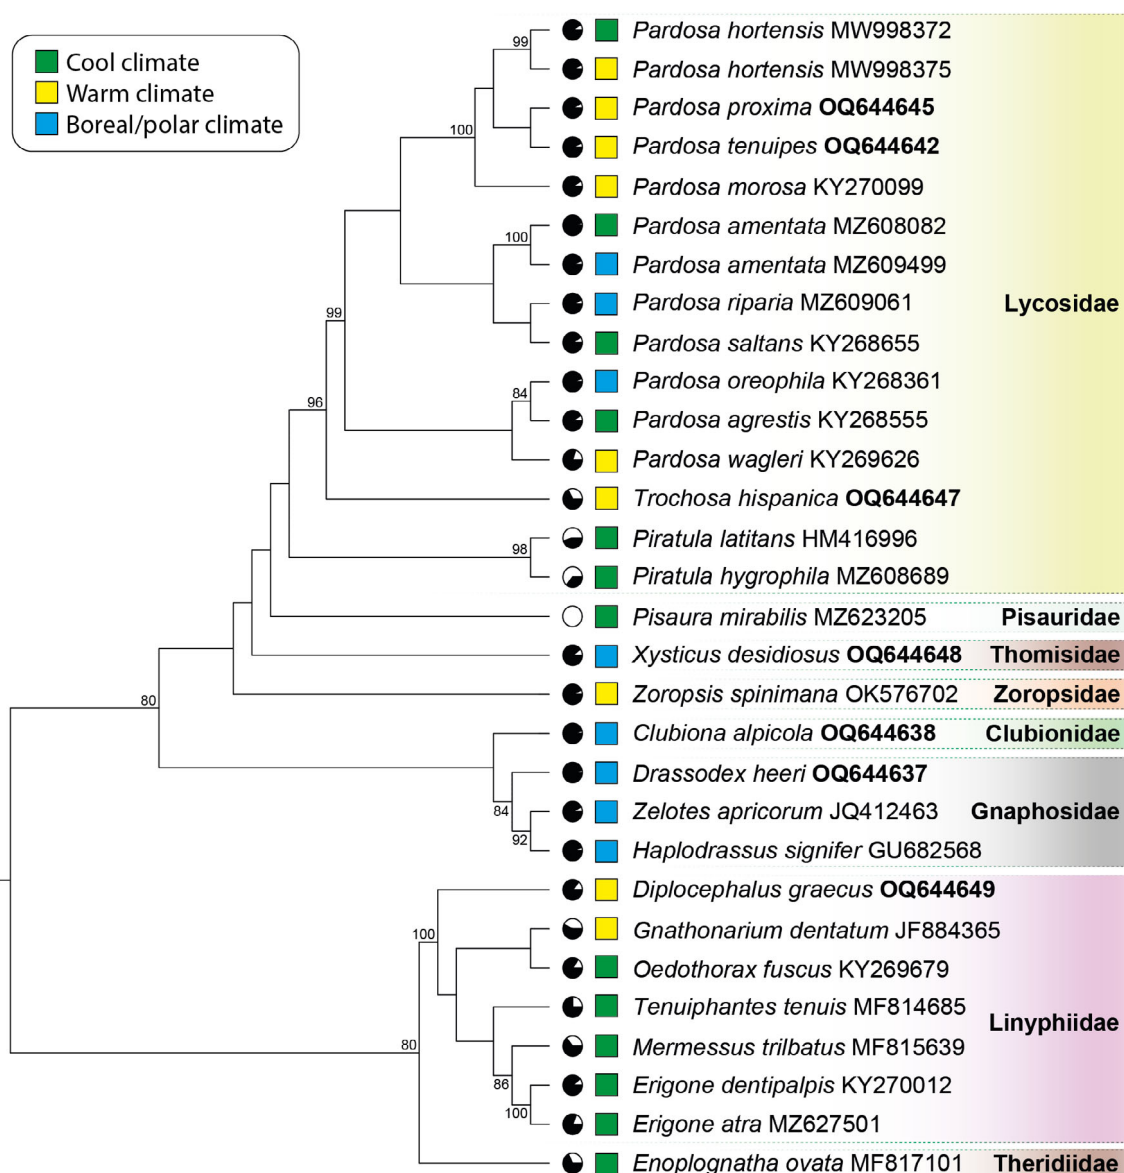 Cool climate
Warm climate
Boreal/polar climate
99
Pardosa hortensis MW998372
Pardosa hortensis MW998375
Pardosa proxima OQ644645
100
Pardosa tenuipes OQ644642
Pardosa morosa KY270099
Pardosa amentata MZ608082
100
Pardosa amentata MZ609499
Pardosa riparia MZ609061
Lycosidae
99
Pardosa saltans KY268655
Pardosa oreophila KY268361
84
96
Pardosa agrestis KY268555
Pardosa wagleri KY269626
Trochosa hispanica OQ644647
Piratula latitans HM416996
98
Piratula hygrophila MZ608689
Pisaura mirabilis MZ623205 Pisauridae
Xysticus desidiosus OQ644648 Thomisidae
80
Zoropsis spinimana OK576702 Zoropsidae
Clubiona alpicola OQ644638 Clubionidae
Drassodex heeri OQ644637
84
Zelotes apricorum JQ412463 Gnaphosidae
92
Haplodrassus signifer GU682568
Diplocephalus graecus OQ644649
100
Gnathonarium dentatum JF884365
Oedothorax fuscus KY269679
Tenuiphantes tenuis MF814685
Linyphiidae
80
Mermessus trilbatus MF815639
86
Erigone dentipalpis KY270012
100
Erigone atra MZ627501
Enoplognatha ovata MF817101 Theridiidae